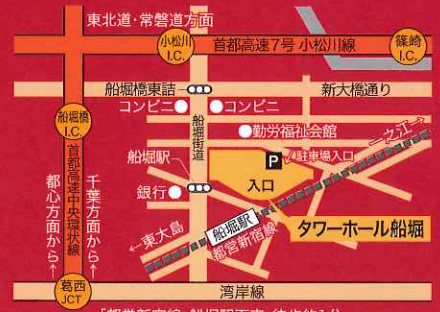 東北道・常磐道方面
小松川
I.C.
首都高速7号 小松川線
篠崎
I.C.
船堀橋東詰
新大橋通り
コンビニ
コンビニ
船堀橋
I.C.
船堀街道
勤労福祉会館
船堀駅
P
駐車場入口
一之江→
銀行
入口
首都高速中央環状線
都心方面から→
千葉方面から→
←東大島
船堀駅
都営新宿線
タワーホール船堀
葛西
JCT
湾岸線